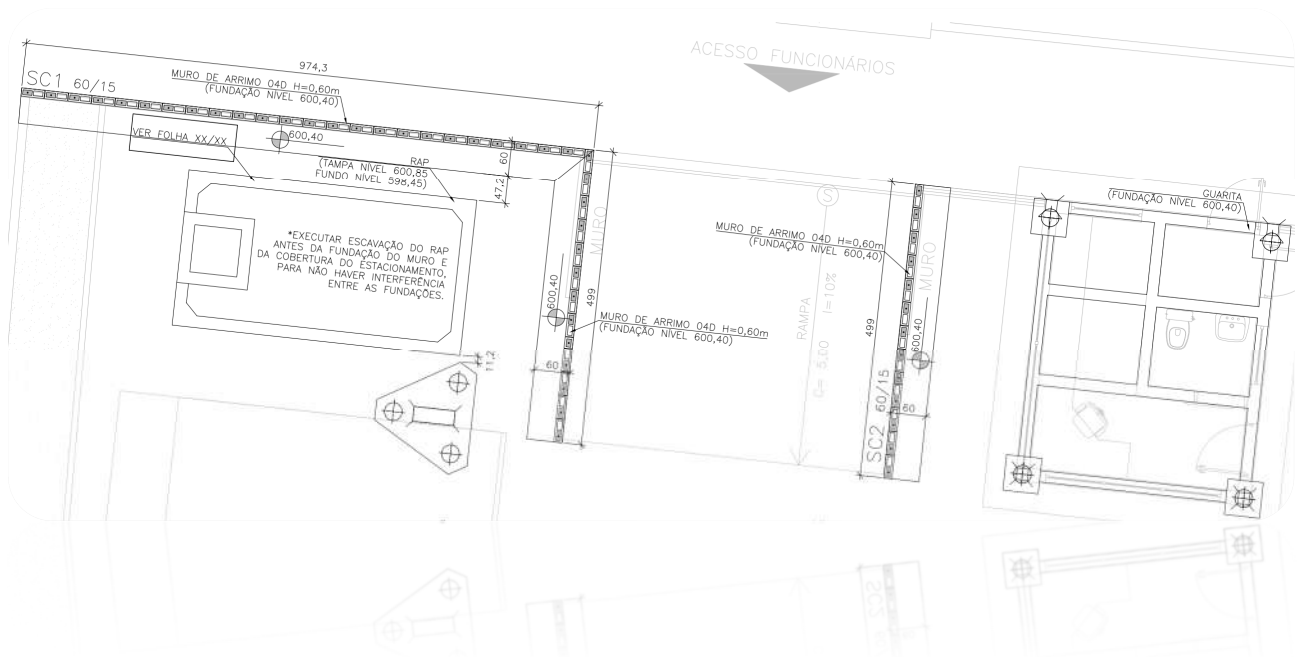 ACESSO FUNCIONÁRIOS
974,3
SC1 60/15
MURO DE ARRIMO 04D H=0,60m
(FUNDAÇÃO NÍVEL 600,40)
VER FOLHA XX/XX
600,40
60
RAP
(TAMPA NÍVEL 600,85
FUNDO NÍVEL 598,45)
47,2
*EXECUTAR ESCAVAÇÃO DO RAP
ANTES DA FUNDAÇÃO DO MURO E
DA COBERTURA DO ESTACIONAMENTO,
PARA NÃO HAVER INTERFERÊNCIA
ENTRE AS FUNDAÇÕES.
11,2
MURO
600,40
499
MURO DE ARRIMO 04D H=0,60m
(FUNDAÇÃO NÍVEL 600,40)
60
S
MURO DE ARRIMO 04D H=0,60m
(FUNDAÇÃO NÍVEL 600,40)
RAMPA I=10%
C= 5,00
MURO
499
600,40
SC2 60/15
60
GUARITA
(FUNDAÇÃO NÍVEL 600,40)